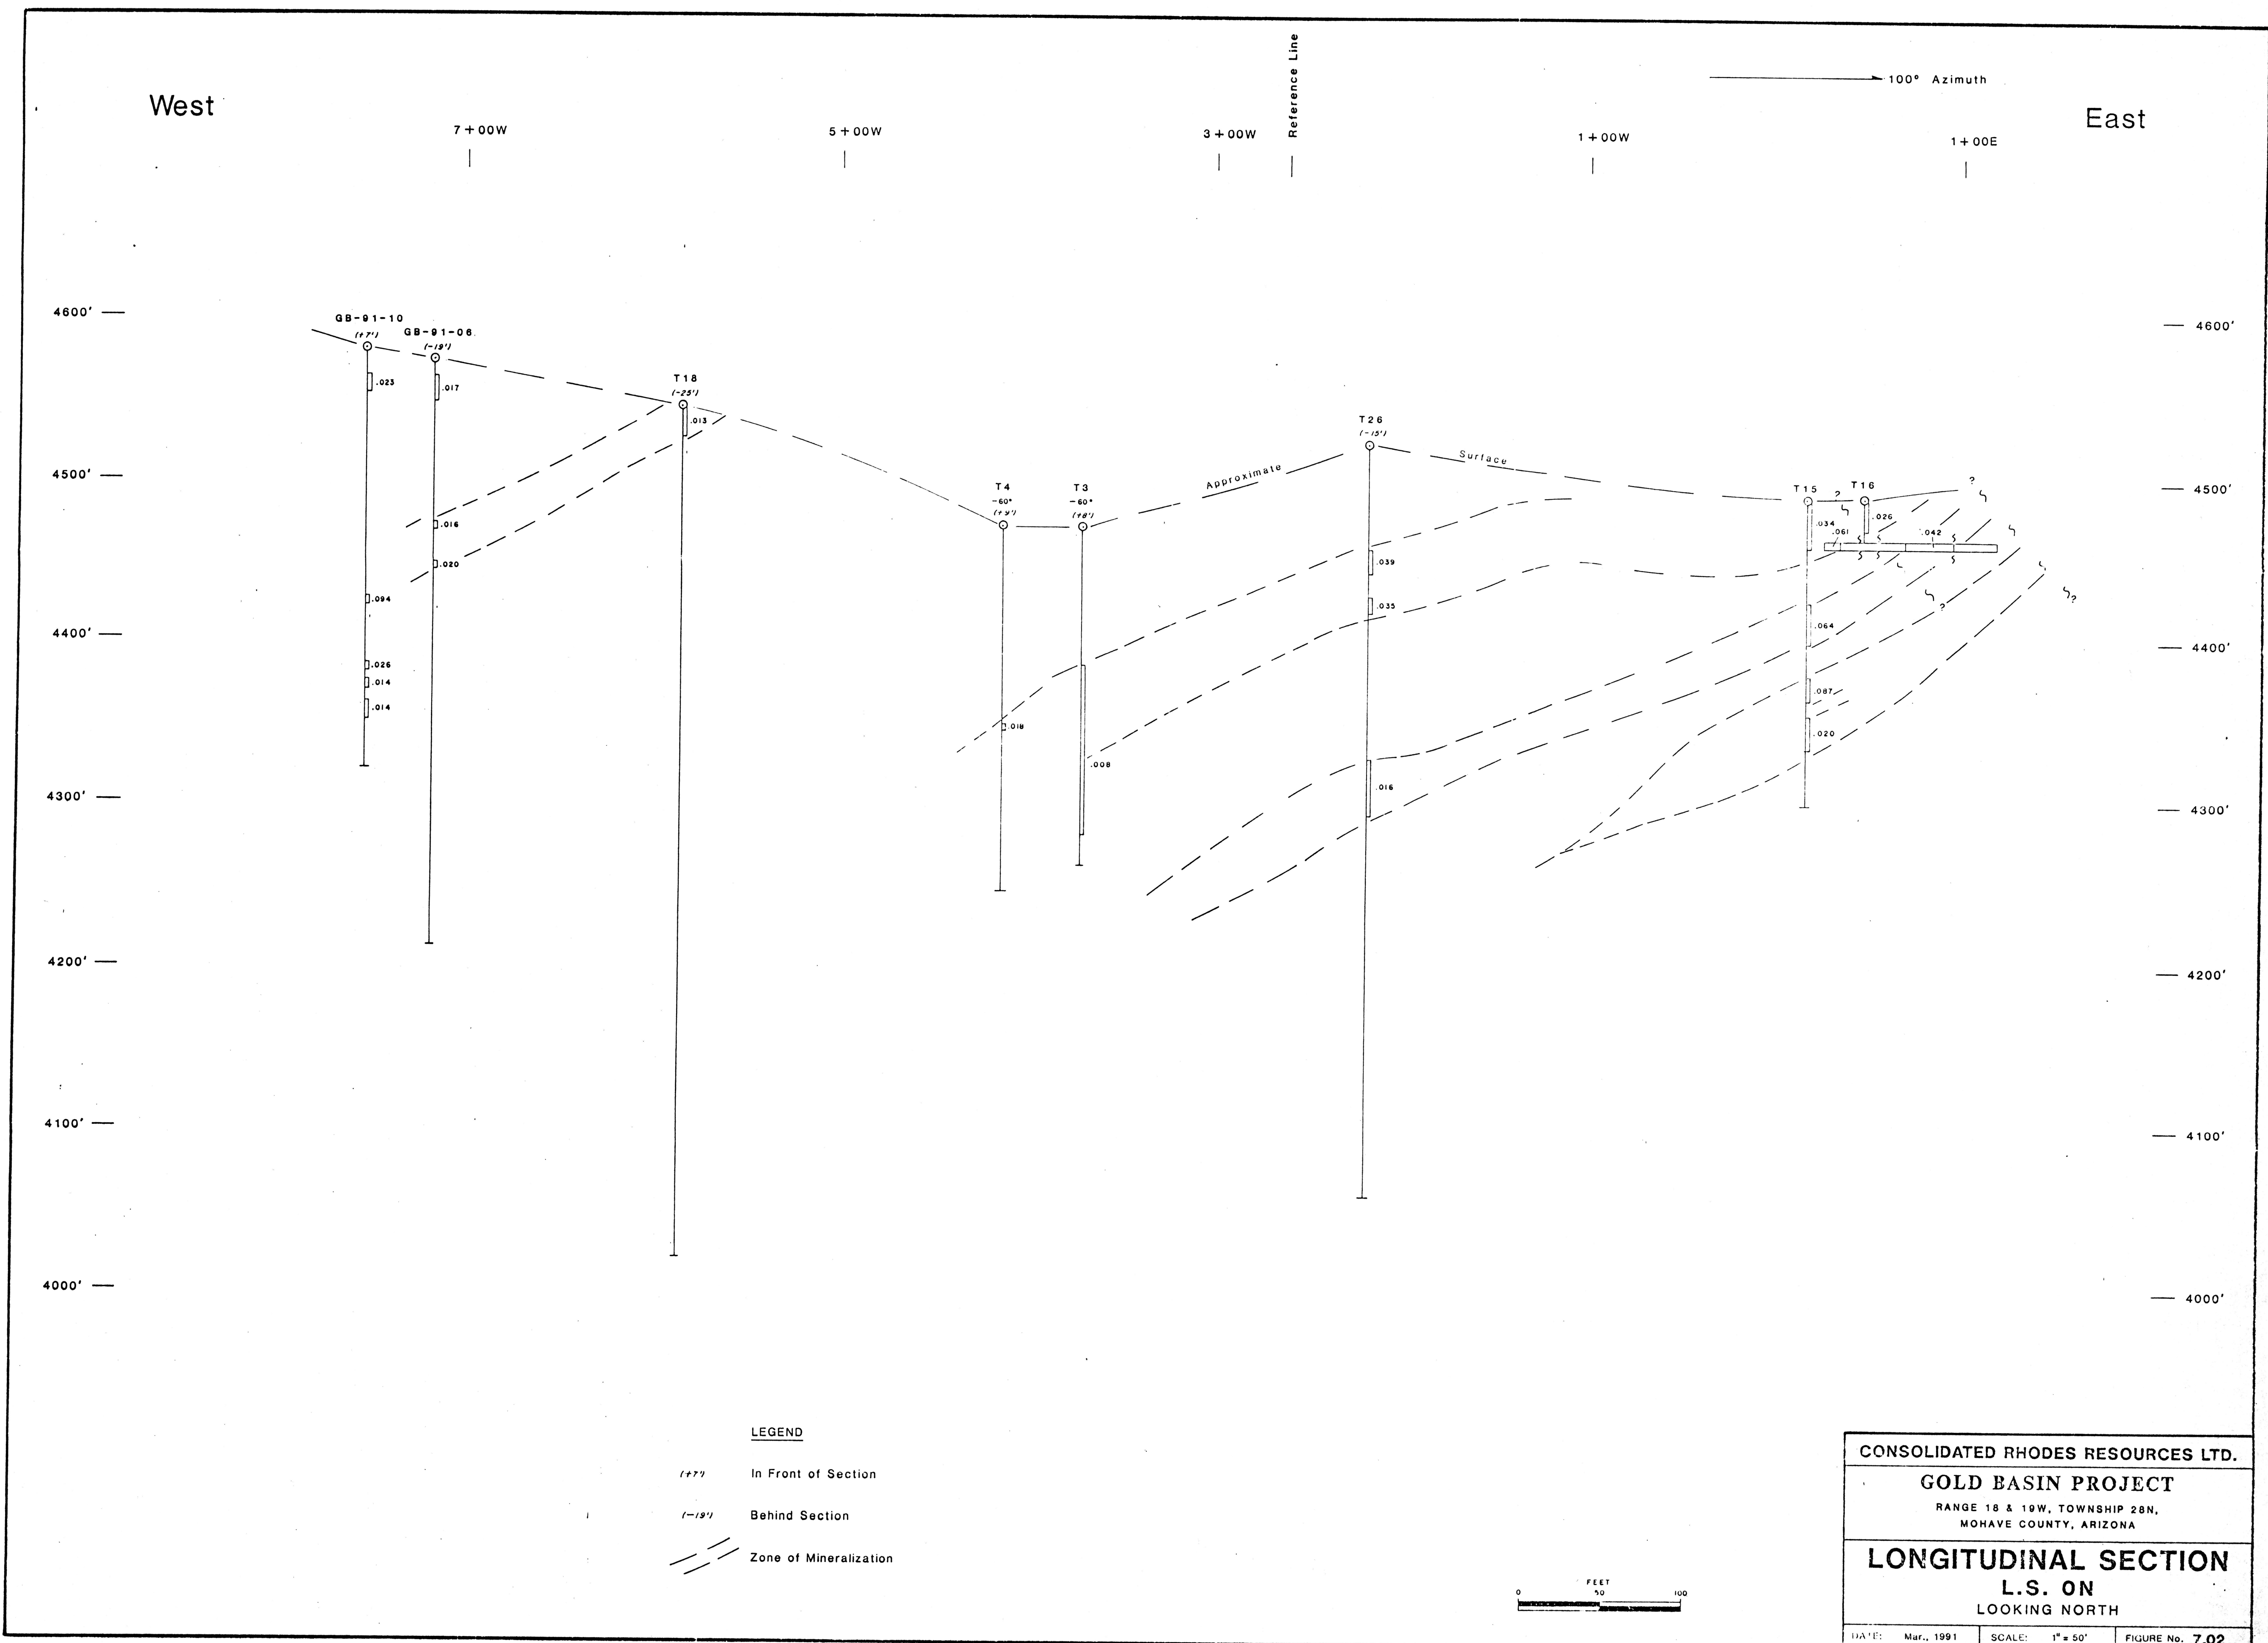 Reference Line
100° Azimuth
West
East
7+00W
5+00W
3+00W
1+00W
1+00E
4600'
4600'
GB-91-10
(+7')
GB-91-06
(-19')
.023
.017
T18
(-25')
.013
T26
(-15')
Approximate
Surface
4500'
4500'
T4
-60°
(+9')
T3
-60°
(+8')
T15
?
T16
?
.034
.026
.061
.042
.016
.020
.039
.035
.094
?
?
.064
4400'
4400'
.026
.014
.014
.087
.018
.020
.008
.016
4300'
4300'
4200'
4200'
4100'
4100'
4000'
4000'
LEGEND
(+7') In Front of Section
(-19') Behind Section
Zone of Mineralization
FEET
0 50 100
CONSOLIDATED RHODES RESOURCES LTD.
GOLD BASIN PROJECT
RANGE 18 & 19W, TOWNSHIP 28N,
MOHAVE COUNTY, ARIZONA
LONGITUDINAL SECTION
L.S. ON
LOOKING NORTH
DATE: Mar., 1991 SCALE: 1" = 50' FIGURE No. 7.02